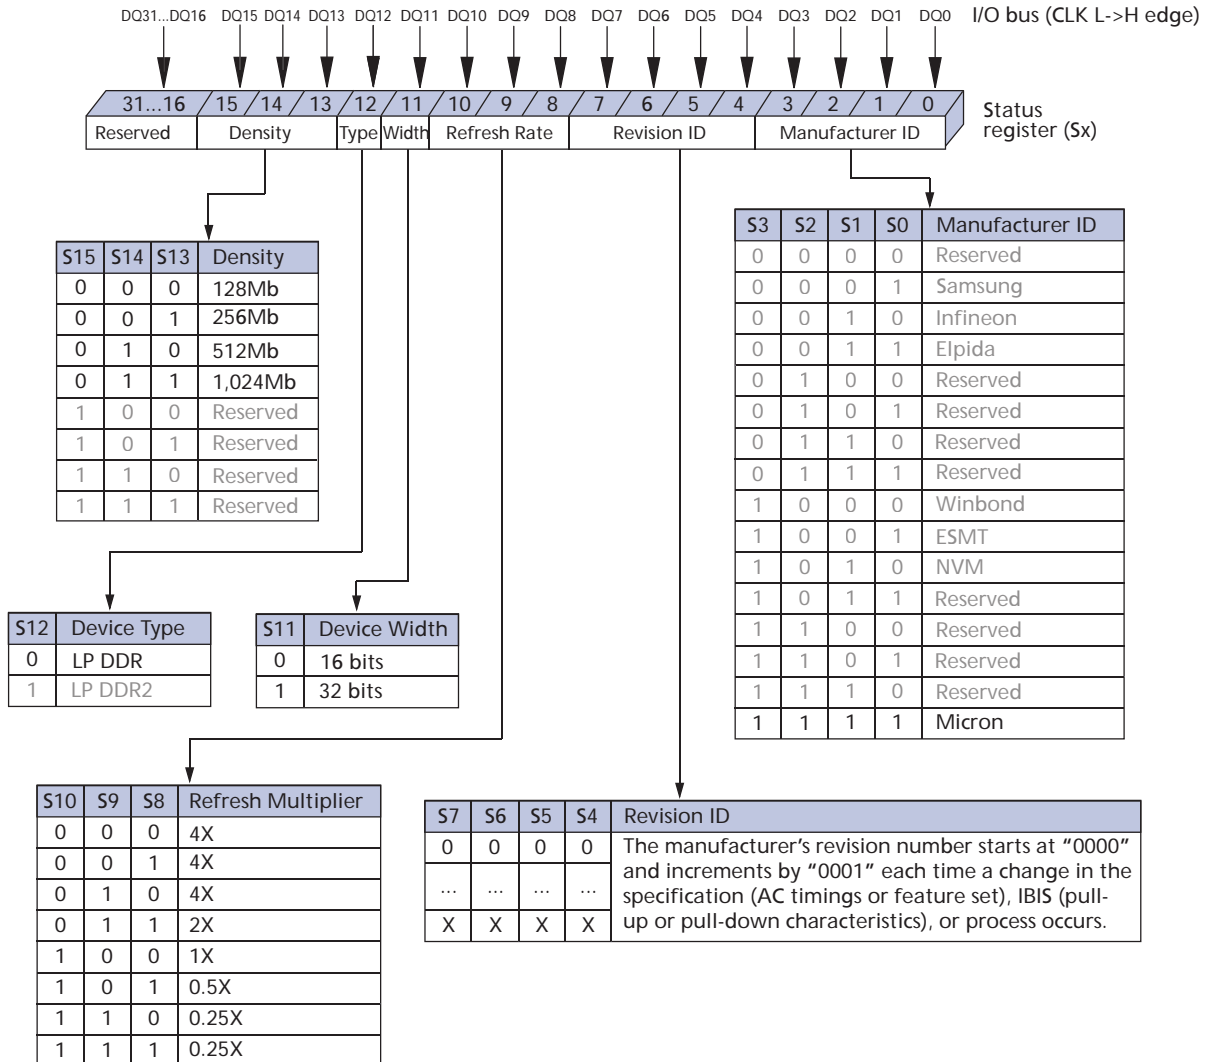 DQ31...DQ16 DQ15 DQ14 DQ13 DQ12 DQ11 DQ10 DQ9 DQ8 DQ7 DQ6 DQ5 DQ4 DQ3 DQ2 DQ1 DQ0 I/O bus (CLK L->H edge)
31...16 15 14 13 12 11 10 9 8 7 6 5 4 3 2 1 0
Reserved Density Type Width Refresh Rate Revision ID Manufacturer ID
Status
register (Sx)
S15 S14 S13 Density
0 0 0 128Mb
0 0 1 256Mb
0 1 0 512Mb
0 1 1 1,024Mb
1 0 0 Reserved
1 0 1 Reserved
1 1 0 Reserved
1 1 1 Reserved
S3 S2 S1 S0 Manufacturer ID
0 0 0 0 Reserved
0 0 0 1 Samsung
0 0 1 0 Infineon
0 0 1 1 Elpida
0 1 0 0 Reserved
0 1 0 1 Reserved
0 1 1 0 Reserved
0 1 1 1 Reserved
1 0 0 0 Winbond
1 0 0 1 ESMT
1 0 1 0 NVM
1 0 1 1 Reserved
1 1 0 0 Reserved
1 1 0 1 Reserved
1 1 1 0 Reserved
1 1 1 1 Micron
S12 Device Type
0 LP DDR
1 LP DDR2
S11 Device Width
0 16 bits
1 32 bits
S10 S9 S8 Refresh Multiplier
0 0 0 4X
0 0 1 4X
0 1 0 4X
0 1 1 2X
1 0 0 1X
1 0 1 0.5X
1 1 0 0.25X
1 1 1 0.25X
S7 S6 S5 S4 Revision ID
0 0 0 0
... ... ... ...
X X X X
The manufacturer's revision number starts at "0000"
and increments by "0001" each time a change in the
specification (AC timings or feature set), IBIS (pull-
up or pull-down characteristics), or process occurs.